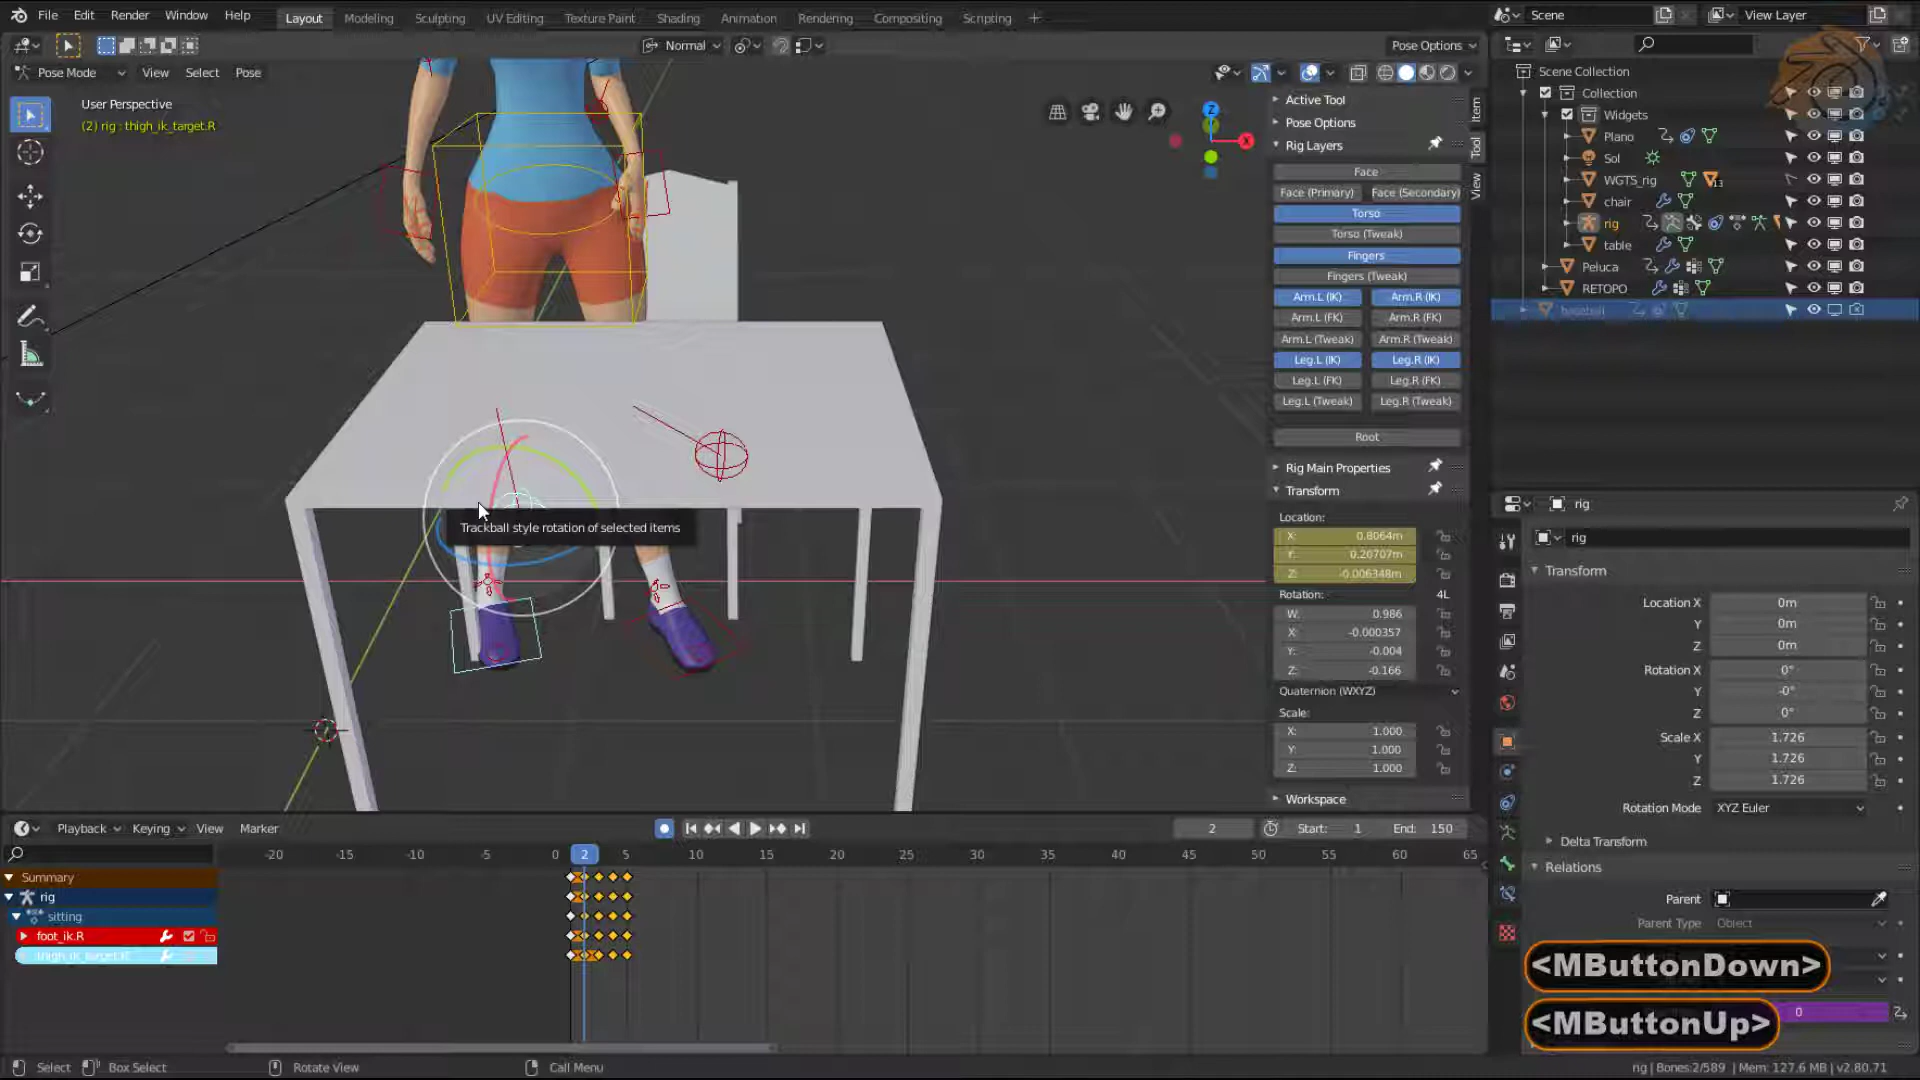 File Edit Render Window Help Layout Modeling Sculpting UV Editing Texture Paint Shading Animation Rendering Compositing Scripting + Scene View Layer
Normal Pose Options
Pose Mode View Select Pose
User Perspective
(2) rig : thigh_ik_target.R
Z
X
Trackball style rotation of selected items
Active Tool
Pose Options
Rig Layers
Face
Face (Primary) Face (Secondary)
Torso
Torso (Tweak)
Fingers
Fingers (Tweak)
Arm.L (IK) Arm.R (IK)
Arm.L (FK) Arm.R (FK)
Arm.L (Tweak) Arm.R (Tweak)
Leg.L (IK) Leg.R (IK)
Leg.L (FK) Leg.R (FK)
Leg.L (Tweak) Leg.R (Tweak)
Root
Rig Main Properties
Transform
Location:
X: 0.8064m
Y: 0.20707m
Z: -0.006348m
Rotation: 4L
W: 0.986
X: -0.000357
Y: -0.004
Z: -0.166
Quaternion (WXYZ)
Scale:
X: 1.000
Y: 1.000
Z: 1.000
Workspace
Item
Tool
View
Scene Collection
Collection
Widgets
Plano
Sol
WGTS_rig 13
chair
rig
table
Peluca
RETOPO
rig
rig
Transform
Location X 0m
Y 0m
Z 0m
Rotation X 0°
Y -0°
Z 0°
Scale X 1.726
Y 1.726
Z 1.726
Rotation Mode XYZ Euler
Delta Transform
Relations
Parent
Parent Type Object
0
<MButtonDown>
<MButtonUp>
Playback Keying View Marker 2 Start: 1 End: 150
-20 -15 -10 -5 0 2 5 10 15 20 25 30 35 40 45 50 55 60 65
Summary
rig
sitting
foot_ik.R
thigh_ik_target.R
Select Box Select Rotate View Call Menu rig | Bones:2/589 | Mem: 127.6 MB | v2.80.71